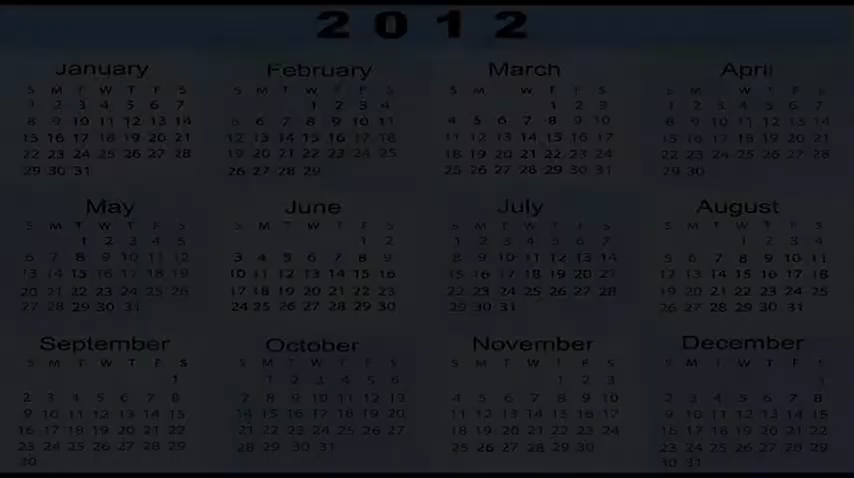 2012
January February March April
S M T W T F S S M T W T F S S M W T F S S M T W T F S
1 2 3 4 5 6 7 1 2 3 4 1 2 3 1 2 3 4 5 6 7
8 9 10 11 12 13 14 5 6 7 8 9 10 11 4 5 6 7 8 9 10 8 9 10 11 12 13 14
15 16 17 18 19 20 21 12 13 14 15 16 17 18 11 12 13 14 15 16 17 15 16 17 18 19 20 21
22 23 24 25 26 27 28 19 20 21 22 23 24 25 18 19 20 21 22 23 24 22 23 24 25 26 27 28
29 30 31 26 27 28 29 25 26 27 28 29 30 31 29 30
May June July August
S M T W T F S S M T W T F S S M T W T F S S M T W T F S
1 2 3 4 5 1 2 1 2 3 4 5 6 7 1 2 3 4
6 7 8 9 10 11 12 3 4 5 6 7 8 9 8 9 10 11 12 13 14 5 6 7 8 9 10 11
13 14 15 16 17 18 19 10 11 12 13 14 15 16 15 16 17 18 19 20 21 12 13 14 15 16 17 18
20 21 22 23 24 25 26 17 18 19 20 21 22 23 22 23 24 25 26 27 28 19 20 21 22 23 24 25
27 28 29 30 31 24 25 26 27 28 29 30 29 30 31 26 27 28 29 30 31
September October November December
S M T W T F S S M T W T F S S M T W T F S S M T W T F S
1 1 2 3 4 5 6 1 2 3 1
2 3 4 5 6 7 8 7 8 9 10 11 12 13 4 5 6 7 8 9 10 2 3 4 5 6 7 8
9 10 11 12 13 14 15 14 15 16 17 18 19 20 11 12 13 14 15 16 17 9 10 11 12 13 14 15
16 17 18 19 20 21 22 21 22 23 24 25 26 27 18 19 20 21 22 23 24 16 17 18 19 20 21 22
23 24 25 26 27 28 29 28 29 30 31 25 26 27 28 29 30 23 24 25 26 27 28 29
30 30 31